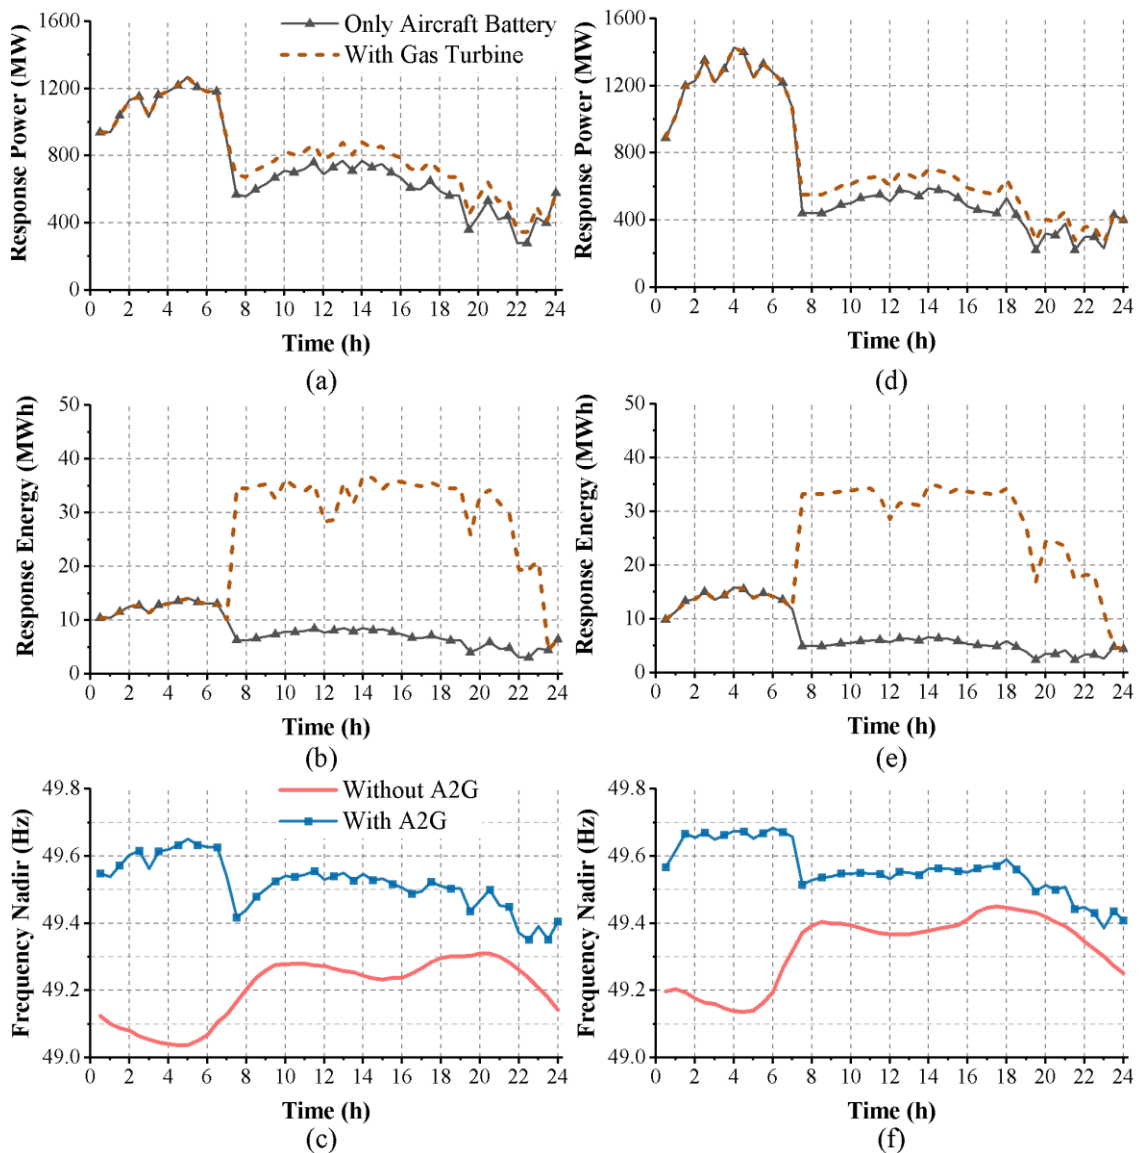 1600
1200
800
400
0
Response Power (MW)
Only Aircraft Battery
With Gas Turbine
0 2 4 6 8 10 12 14 16 18 20 22 24
Time (h)
(a)
1600
1200
800
400
0
Response Power (MW)
0 2 4 6 8 10 12 14 16 18 20 22 24
Time (h)
(d)
50
40
30
20
10
0
Response Energy (MWh)
0 2 4 6 8 10 12 14 16 18 20 22 24
Time (h)
(b)
50
40
30
20
10
0
Response Energy (MWh)
0 2 4 6 8 10 12 14 16 18 20 22 24
Time (h)
(e)
49.8
49.6
49.4
49.2
49.0
Frequency Nadir (Hz)
Without A2G
With A2G
0 2 4 6 8 10 12 14 16 18 20 22 24
Time (h)
(c)
49.8
49.6
49.4
49.2
49.0
Frequency Nadir (Hz)
0 2 4 6 8 10 12 14 16 18 20 22 24
Time (h)
(f)